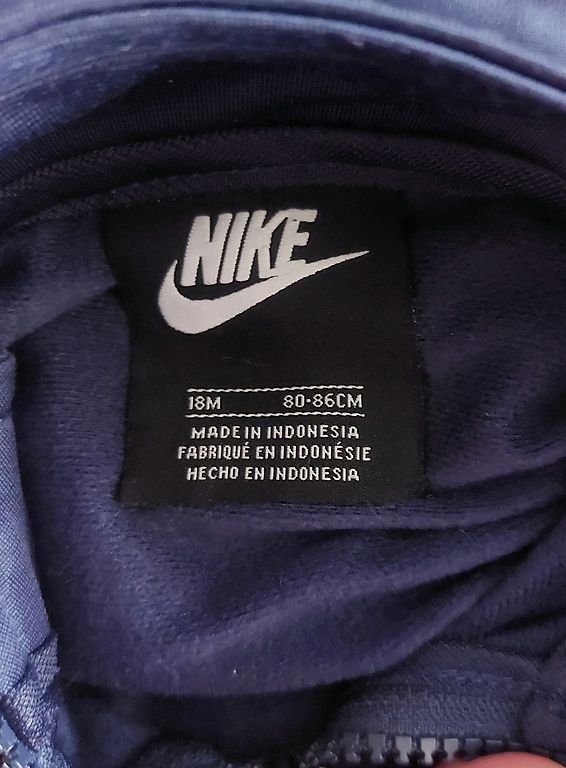 NIKE
18M 80-86CM
MADE IN INDONESIA
FABRIQUÉ EN INDONÉSIE
HECHO EN INDONESIA